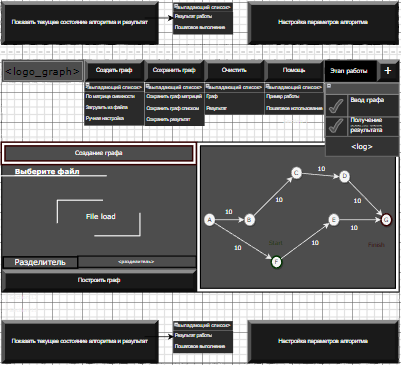 Показать текущее состояние алгоритма и результат
<выпадающий список>
Результат работы
Пошаговое выполнение
Настройка параметров алгоритма
<logo_graph>
Создать граф
Сохранить граф
Очистить
Помощь
Этап работы
+
<выпадающий список>
По матрице смежности
Загрузить из файла
Ручная настройка
<выпадающий список>
Сохранить граф матрицей
Сохранить граф списком
Сохранить результат
<выпадающий список>
Граф
Результат
<выпадающий список>
Пример работы
Пошаговое использование
Ввод графа
Получение
результата
<log>
Создание графа
Выберите файл
File load
Разделитель
<разделитель>
Построить граф
C
10
D
10
10
A
10
B
10
E
10
G
10
Start
10
Finish
F
Показать текущее состояние алгоритма и результат
<выпадающий список>
Результат работы
Пошаговое выполнение
Настройка параметров алгоритма